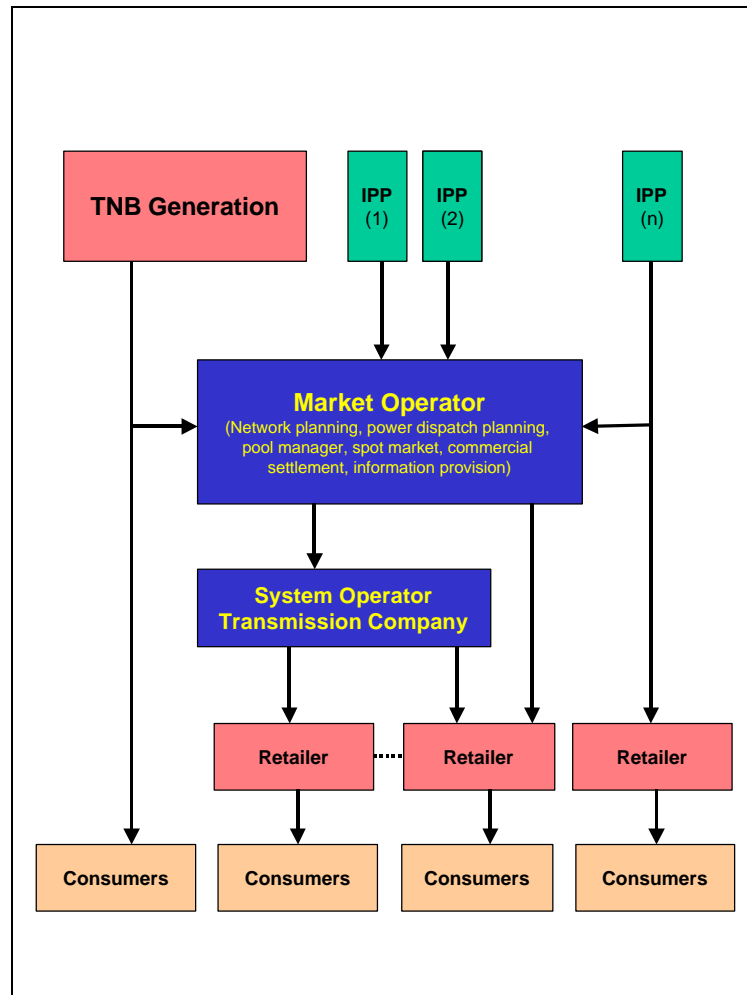 TNB Generation
IPP
(1)
IPP
(2)
IPP
(n)
Market Operator
(Network planning, power dispatch planning,
pool manager, spot market, commercial
settlement, information provision)
System Operator
Transmission Company
Retailer
Retailer
Retailer
Consumers
Consumers
Consumers
Consumers